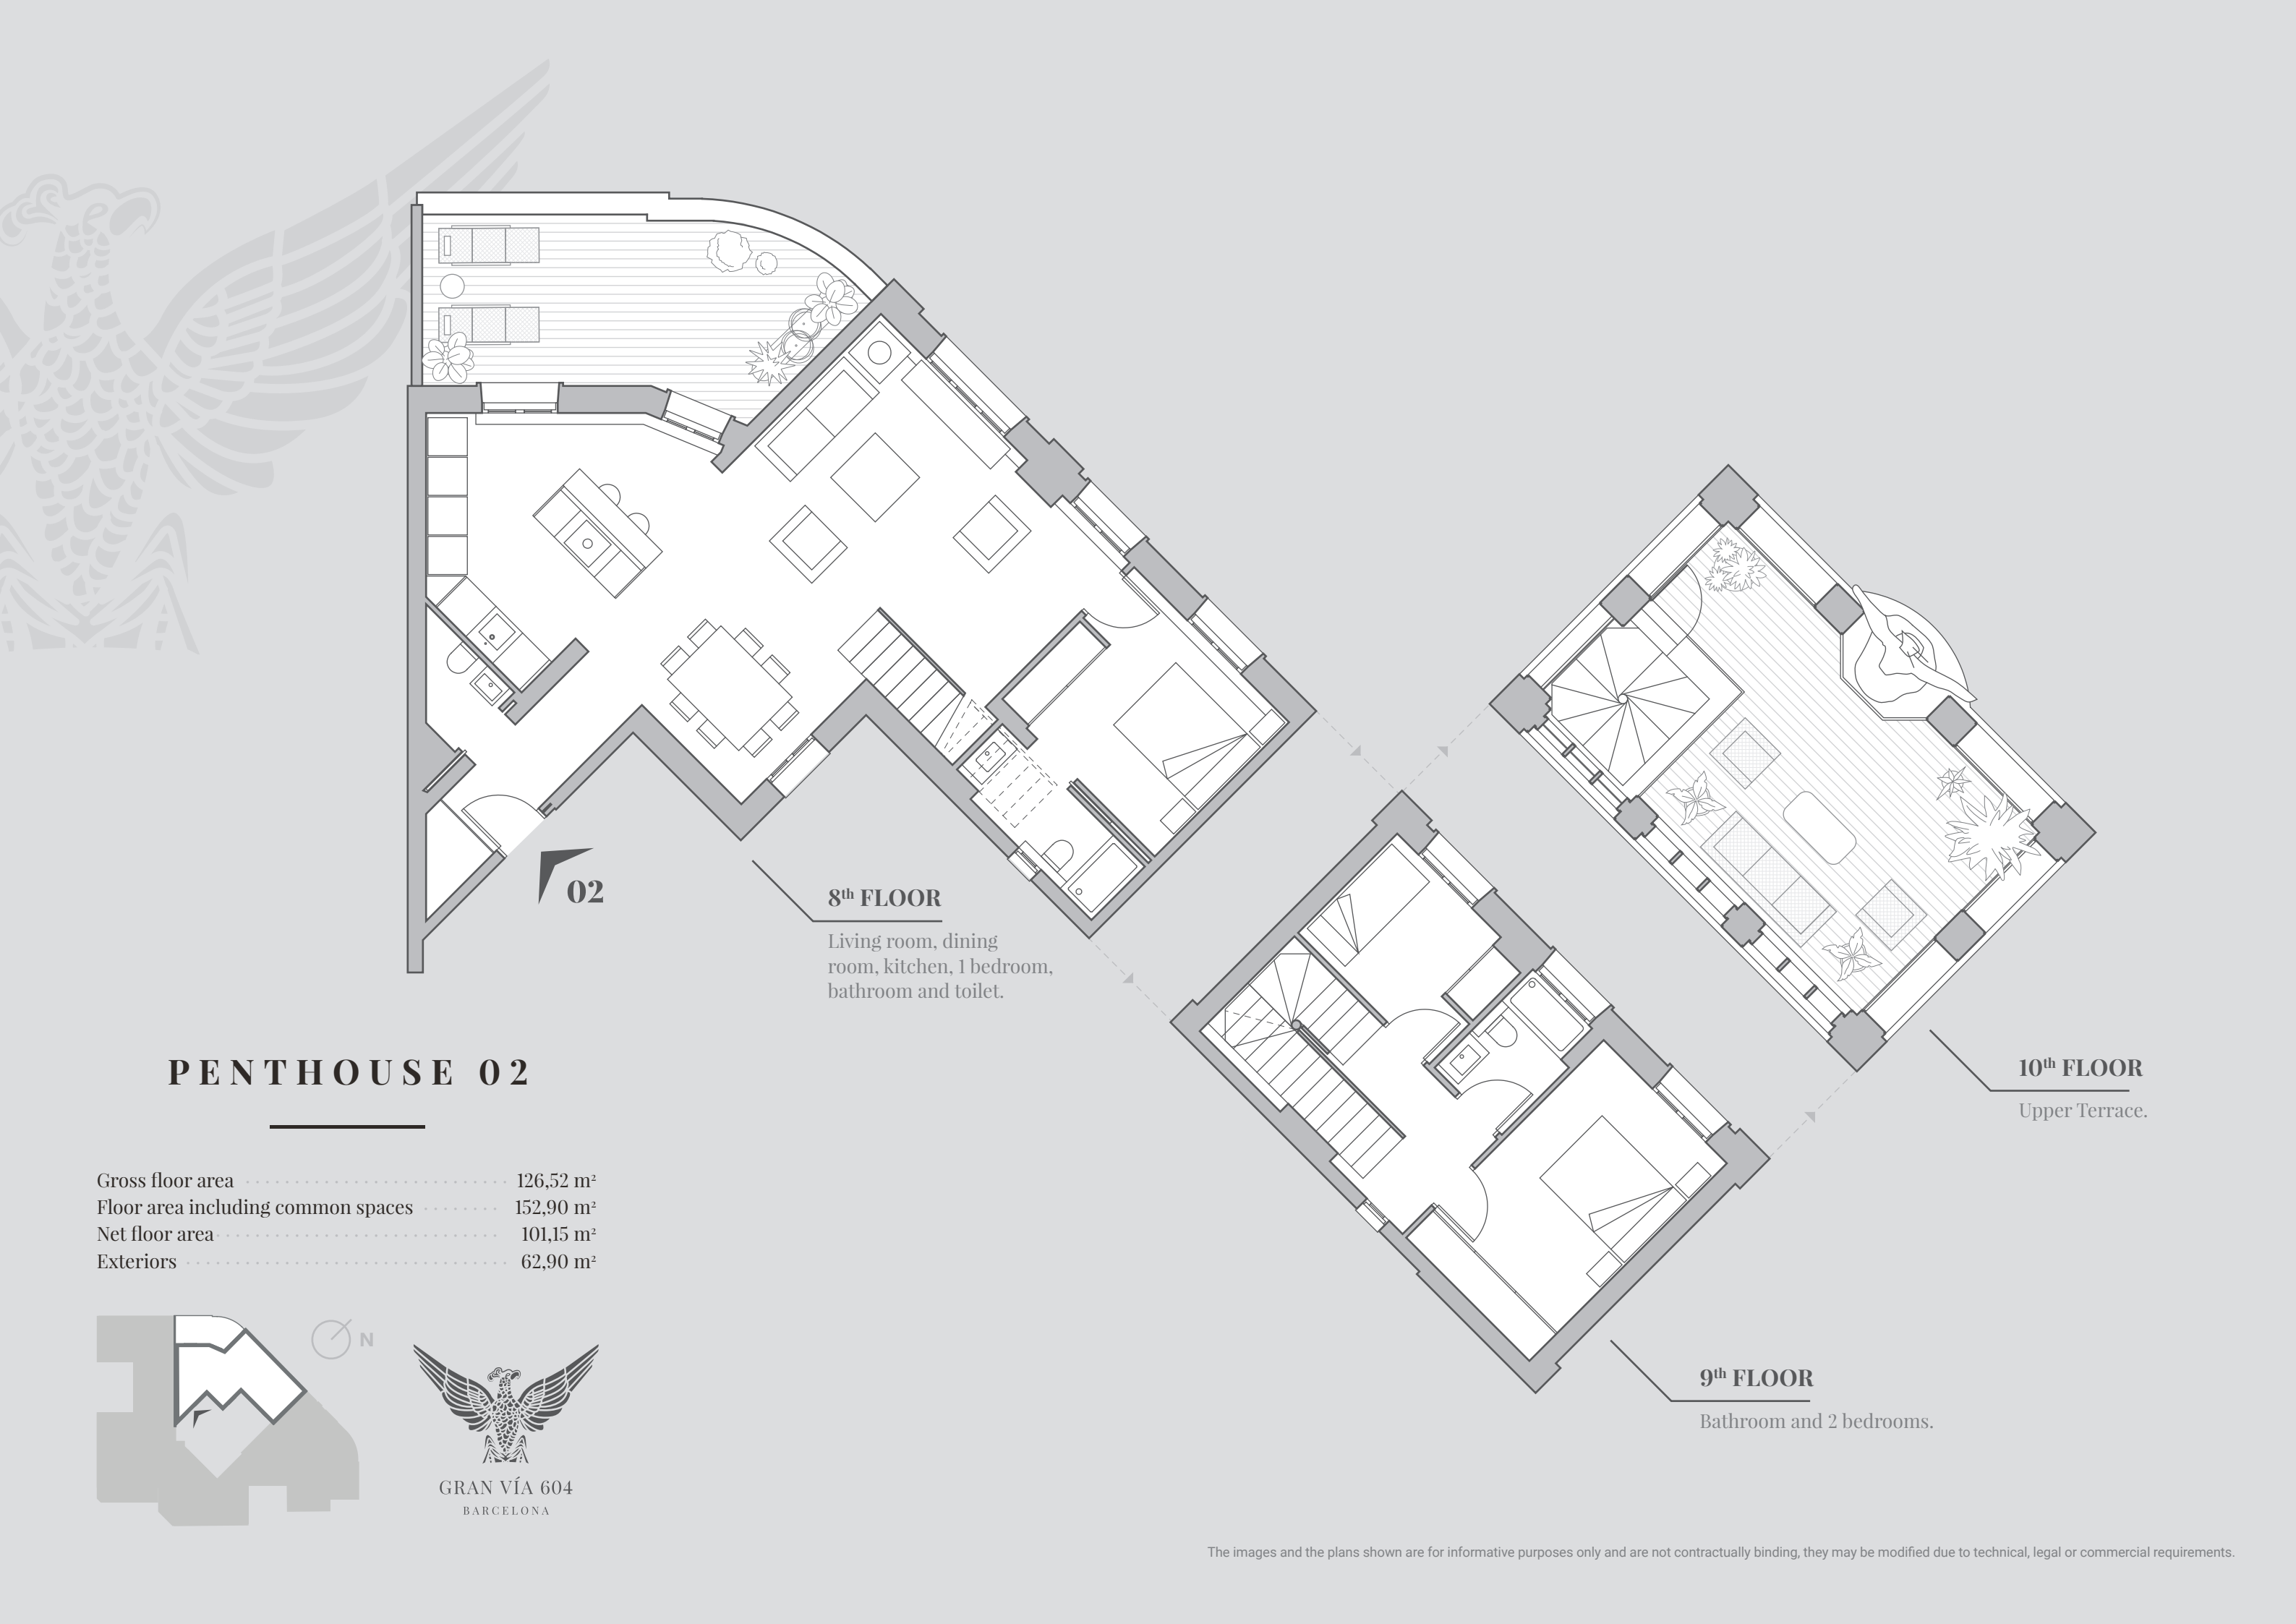 02
8th FLOOR
Living room, dining
room, kitchen, 1 bedroom,
bathroom and toilet.
10th FLOOR
Upper Terrace.
9th FLOOR
Bathroom and 2 bedrooms.
PENTHOUSE 02
Gross floor area 126,52 m²
Floor area including common spaces 152,90 m²
Net floor area 101,15 m²
Exteriors 62,90 m²
N
GRAN VÍA 604
BARCELONA
The images and the plans shown are for informative purposes only and are not contractually binding, they may be modified due to technical, legal or commercial requirements.